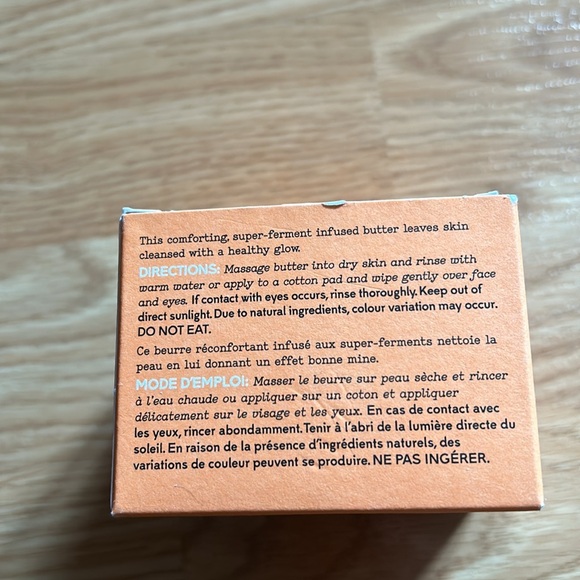 This comforting, super-ferment infused butter leaves skin
cleansed with a healthy glow.
DIRECTIONS: Massage butter into dry skin and rinse with
warm water or apply to a cotton pad and wipe gently over face
and eyes. If contact with eyes occurs, rinse thoroughly. Keep out of
direct sunlight. Due to natural ingredients, colour variation may occur.
DO NOT EAT.
Ce beurre réconfortant infusé aux super-ferments nettoie la
peau en lui donnant un effet bonne mine.
MODE D'EMPLOI: Masser le beurre sur peau sèche et rincer
à l'eau chaude ou appliquer sur un coton et appliquer
délicatement sur le visage et les yeux. En cas de contact avec
les yeux, rincer abondamment. Tenir à l'abri de la lumière directe du
soleil. En raison de la présence d'ingrédients naturels, des
variations de couleur peuvent se produire. NE PAS INGÉRER.